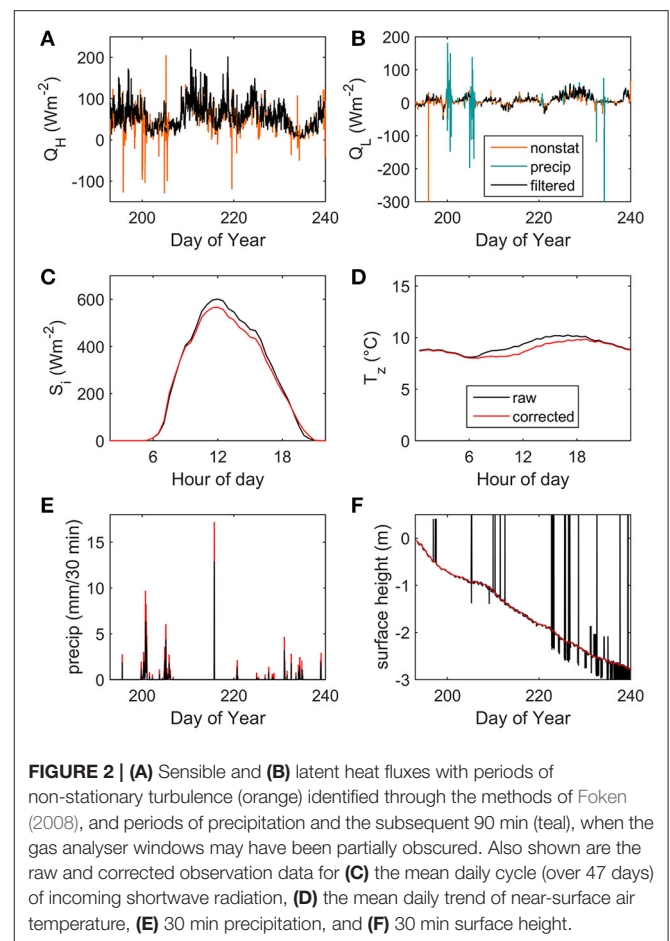 A
Q_H (Wm⁻²)
200
100
0
-100
200
220
240
Day of Year
B
Q_L (Wm⁻²)
200
100
0
-100
-200
-300
nonstat
precip
filtered
200
220
240
Day of Year
C
S_i (Wm⁻²)
600
400
200
0
6
12
18
Hour of day
D
T_z (°C)
15
10
5
0
raw
corrected
6
12
18
Hour of day
E
precip (mm/30 min)
15
10
5
0
200
220
240
Day of Year
F
surface height (m)
0
-1
-2
-3
200
220
240
Day of Year
FIGURE 2 | (A) Sensible and (B) latent heat fluxes with periods of
non-stationary turbulence (orange) identified through the methods of Foken
(2008), and periods of precipitation and the subsequent 90 min (teal), when the
gas analyser windows may have been partially obscured. Also shown are the
raw and corrected observation data for (C) the mean daily cycle (over 47 days)
of incoming shortwave radiation, (D) the mean daily trend of near-surface air
temperature, (E) 30 min precipitation, and (F) 30 min surface height.